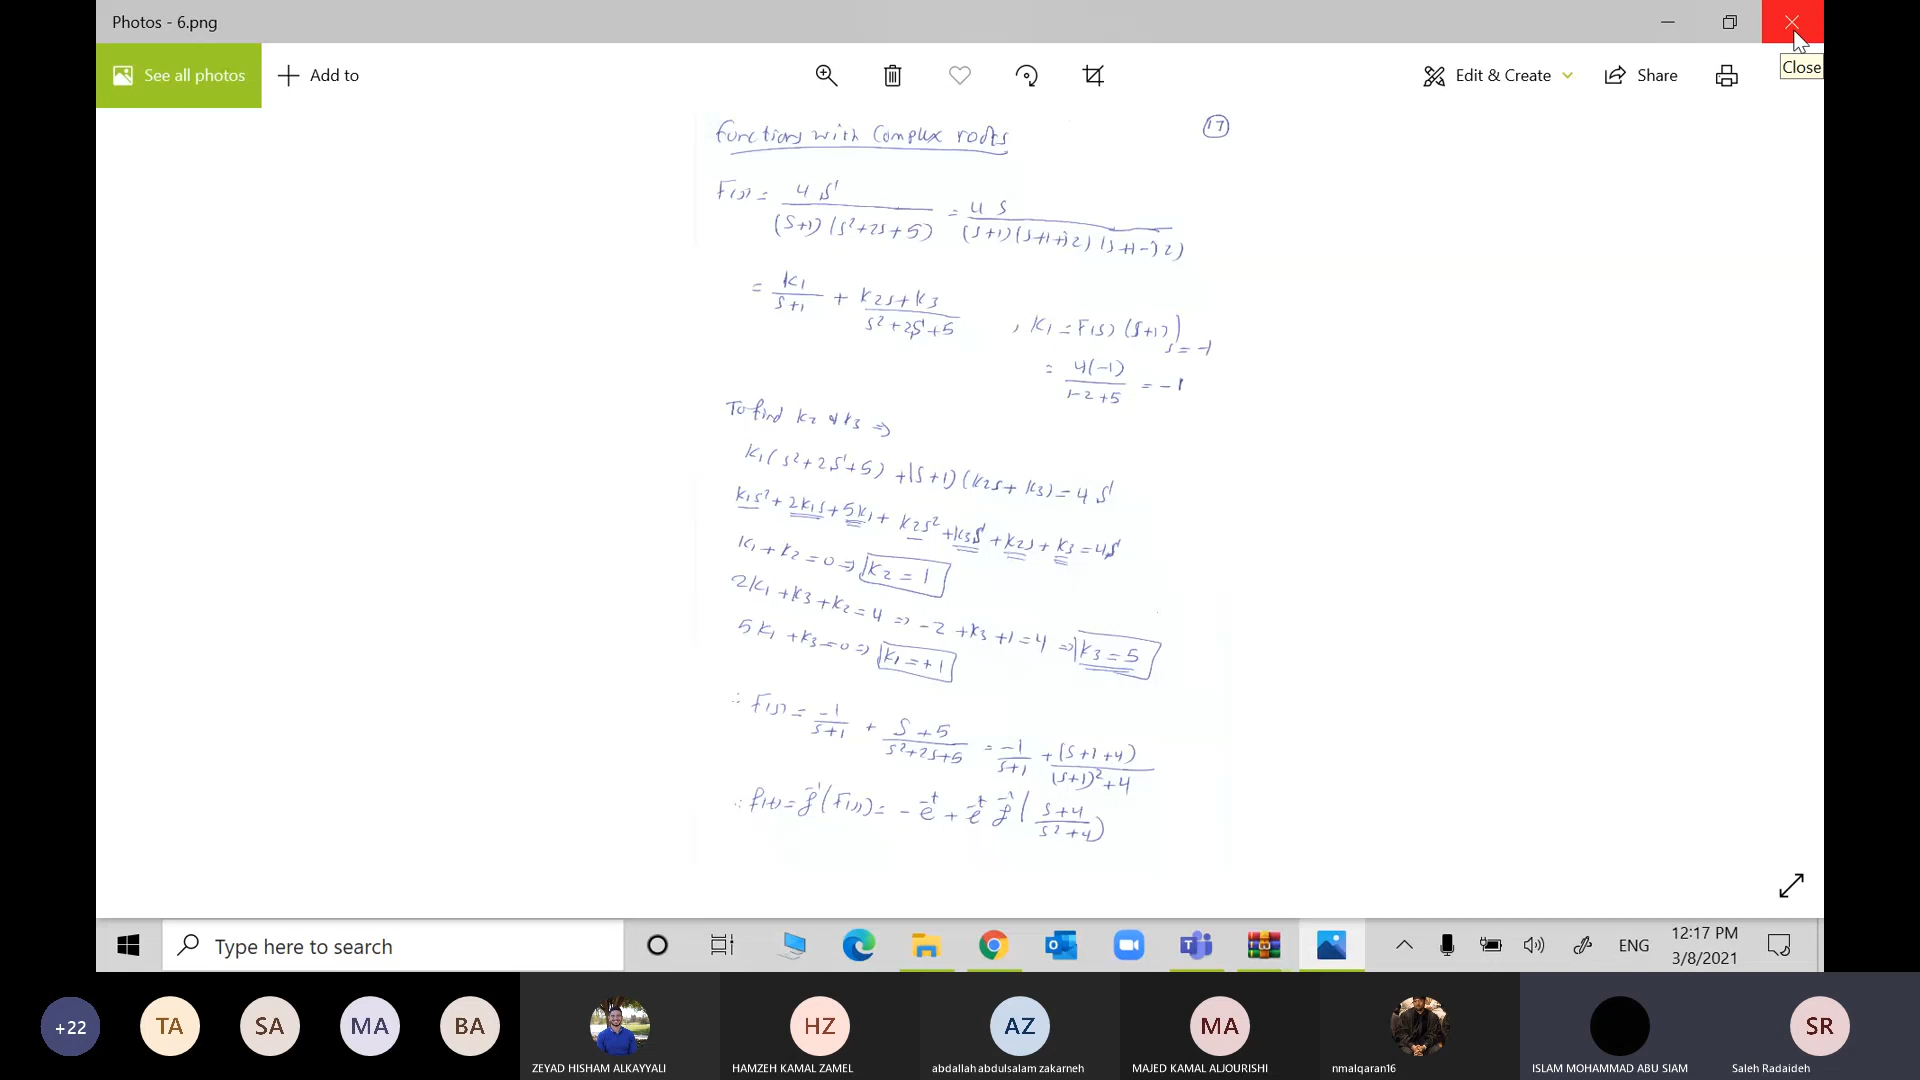 Photos - 6.png
See all photos
Add to
Edit & Create
Share
Close
Functions with Complex roots
17
F(s) = 4s / (s+1)(s²+2s+5) = 4s / (s+1)(s+1+j2)(s+1-j2)
= k1 / s+1 + k2s+k3 / s²+2s+5 , k1 = F(s)(s+1)| s=-1
= 4(-1) / 1-2+5 = -1
To find k2 & k3 ⇒
k1(s²+2s+5) + (s+1)(k2s+k3) = 4s
k1s² + 2k1s + 5k1 + k2s² + k3s + k2s + k3 = 4s
k1 + k2 = 0 ⇒ k2 = 1
2k1 + k3 + k2 = 4 ⇒ -2 + k3 + 1 = 4 ⇒ k3 = 5
5k1 + k3 = 0 ⇒ k1 = +1
∴ F(s) = -1 / s+1 + s+5 / s²+2s+5 = -1 / s+1 + (s+1+4) / (s+1)²+4
∴ f(t) = ℒ⁻¹(F(s)) = -e⁻ᵗ + e⁻ᵗ ℒ⁻¹( s+4 / s²+4 )
Type here to search
ENG
12:17 PM
3/8/2021
+22
TA
SA
MA
BA
ZEYAD HISHAM ALKAYYALI
HZ
HAMZEH KAMAL ZAMEL
AZ
abdallah abdulsalam zakarneh
MA
MAJED KAMAL ALJOURISHI
nmalqaran16
ISLAM MOHAMMAD ABU SIAM
SR
Saleh Radaideh